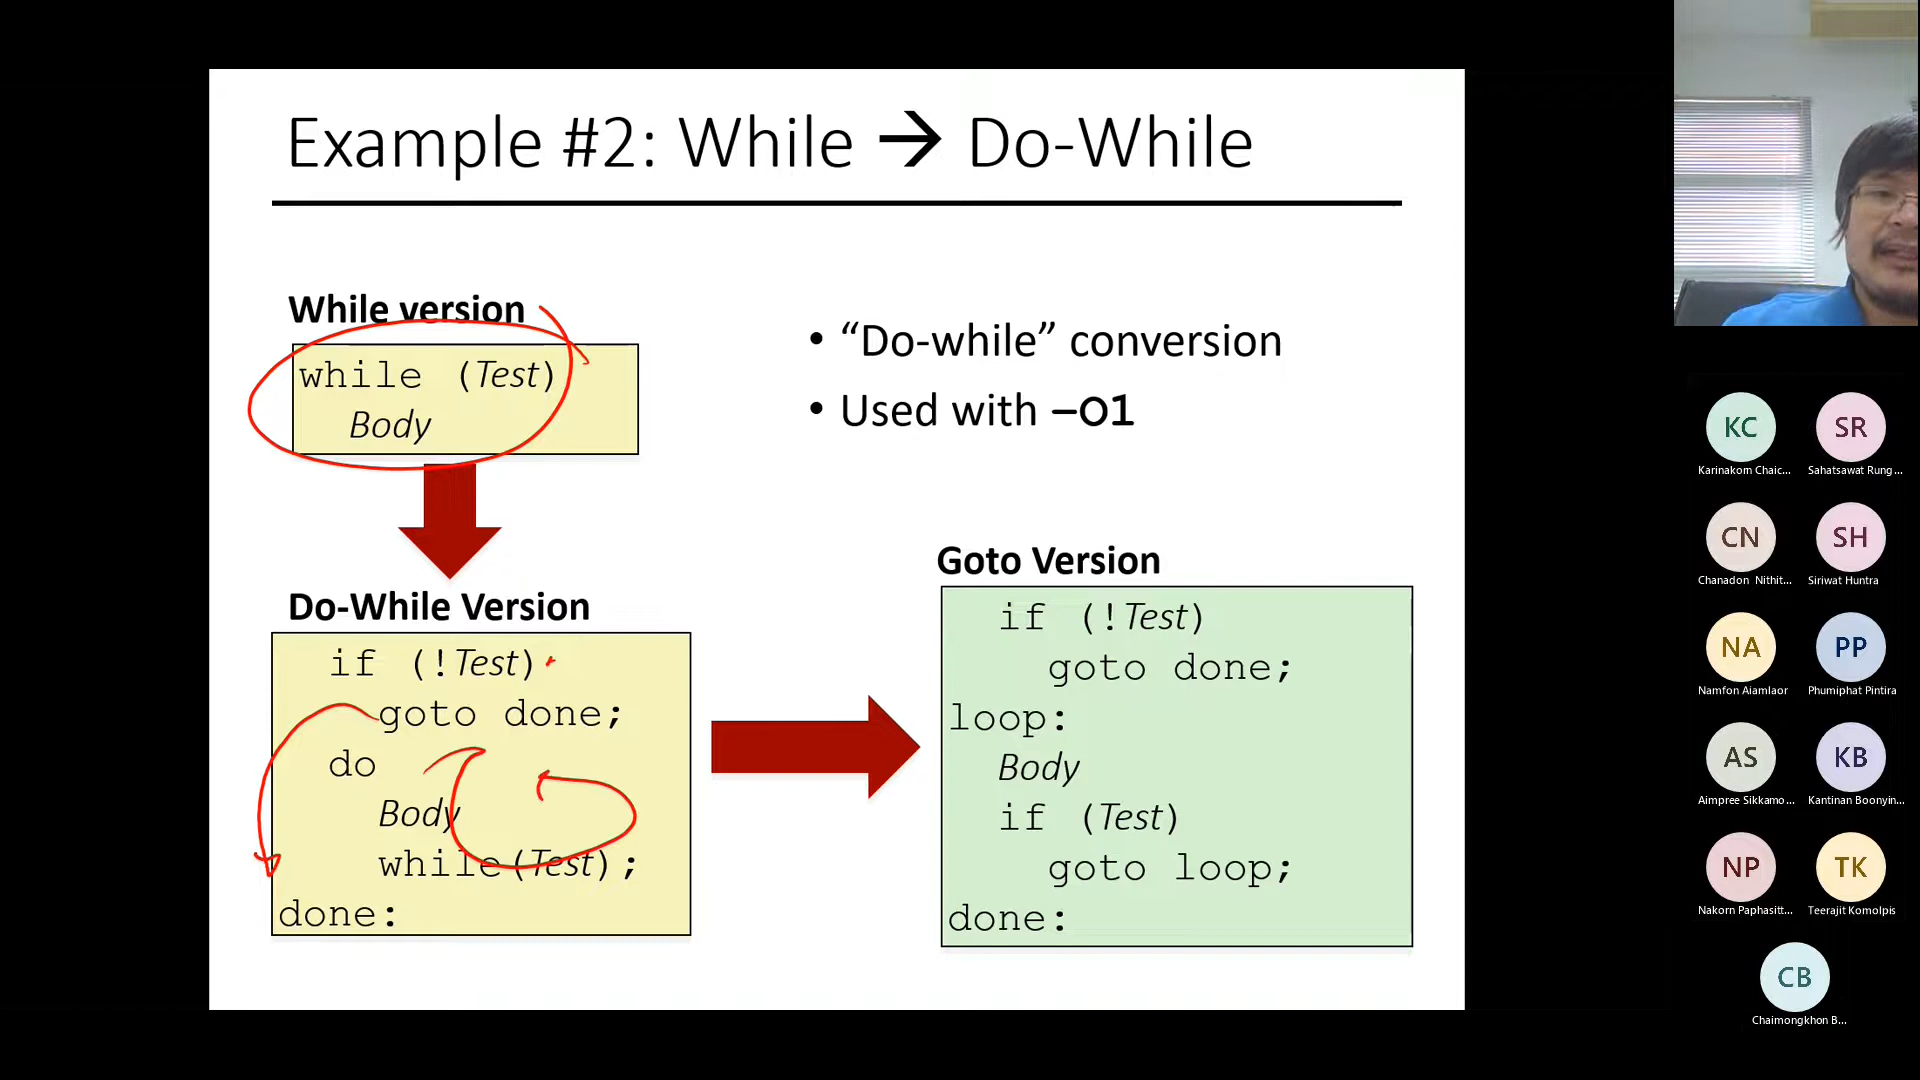 Example #2: While → Do-While
While version
while (Test)
Body
• “Do-while” conversion
• Used with –O1
Do-While Version
if (!Test)
goto done;
do
Body
while(Test);
done:
Goto Version
if (!Test)
goto done;
loop:
Body
if (Test)
goto loop;
done:
KC
SR
Karinakorn Chaic...
Sahatsawat Rung...
CN
SH
Chanadon Nithit...
Siriwat Huntra
NA
PP
Namfon Aiamlaor
Phumiphat Pintira
AS
KB
Aimpree Sikkamo...
Kantinan Boonyin...
NP
TK
Nakorn Paphasitt...
Teerajit Komolpis
CB
Chaimongkhon B...